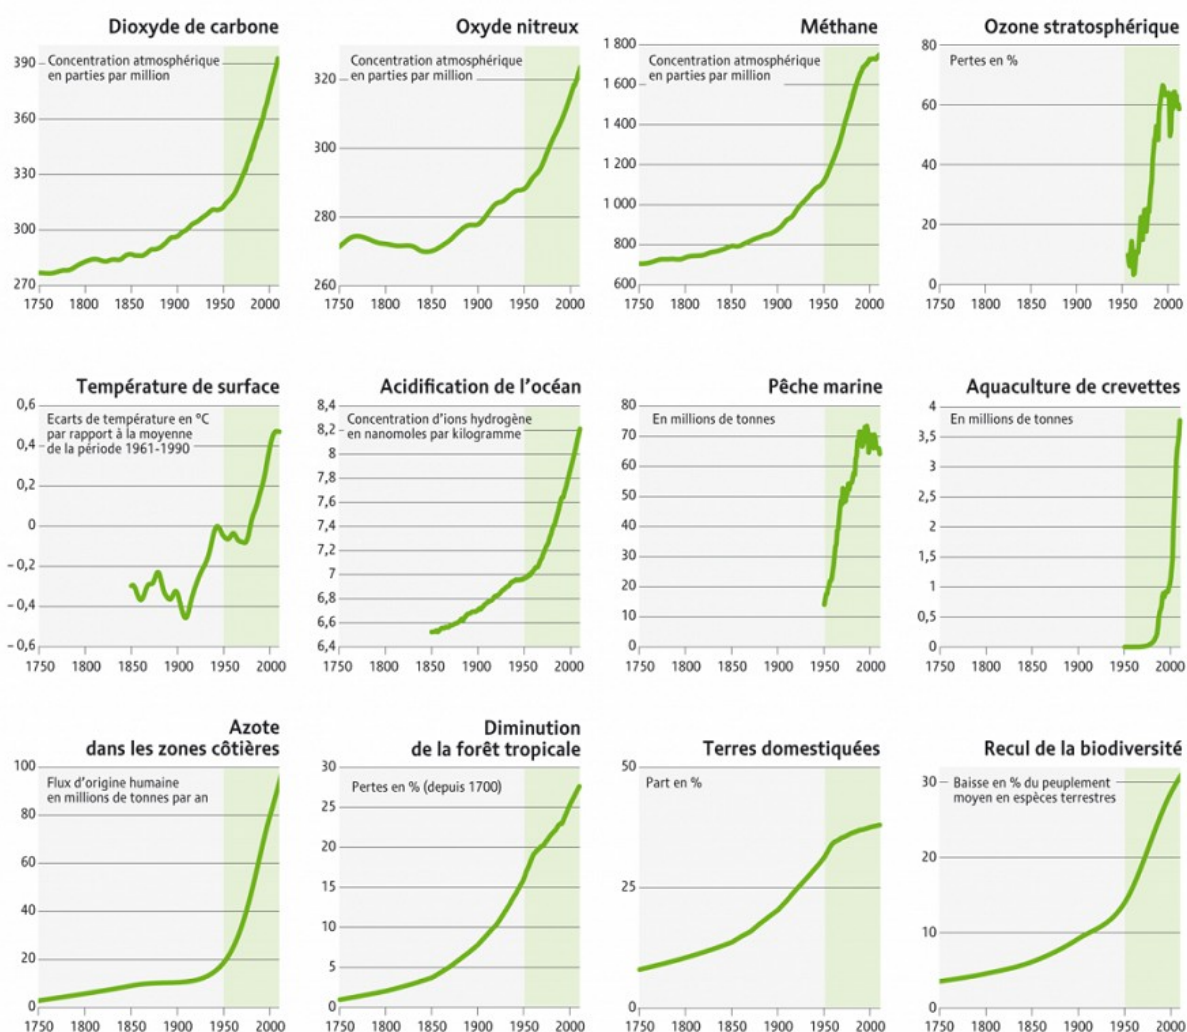 Dioxyde de carbone
Concentration atmosphérique
en parties par million
390
360
330
300
270
1750 1800 1850 1900 1950 2000
Oxyde nitreux
Concentration atmosphérique
en parties par million
320
300
280
260
1750 1800 1850 1900 1950 2000
Méthane
Concentration atmosphérique
en parties par million
1 800
1 600
1 400
1 200
1 000
800
600
1750 1800 1850 1900 1950 2000
Ozone stratosphérique
Pertes en %
80
60
40
20
0
1750 1800 1850 1900 1950 2000
Température de surface
Ecarts de température en °C
par rapport à la moyenne
de la période 1961-1990
0,6
0,4
0,2
0
– 0,2
– 0,4
– 0,6
1750 1800 1850 1900 1950 2000
Acidification de l'océan
Concentration d'ions hydrogène
en nanomoles par kilogramme
8,4
8,2
8
7,8
7,6
7,4
7,2
7
6,8
6,6
6,4
1750 1800 1850 1900 1950 2000
Pêche marine
En millions de tonnes
80
70
60
50
40
30
20
10
0
1750 1800 1850 1900 1950 2000
Aquaculture de crevettes
En millions de tonnes
4
3,5
3
2,5
2
1,5
1
0,5
0
1750 1800 1850 1900 1950 2000
Azote
dans les zones côtières
Flux d'origine humaine
en millions de tonnes par an
100
80
60
40
20
0
1750 1800 1850 1900 1950 2000
Diminution
de la forêt tropicale
Pertes en % (depuis 1700)
30
25
20
15
10
5
0
1750 1800 1850 1900 1950 2000
Terres domestiquées
Part en %
50
25
0
1750 1800 1850 1900 1950 2000
Recul de la biodiversité
Baisse en % du peuplement
moyen en espèces terrestres
30
20
10
0
1750 1800 1850 1900 1950 2000